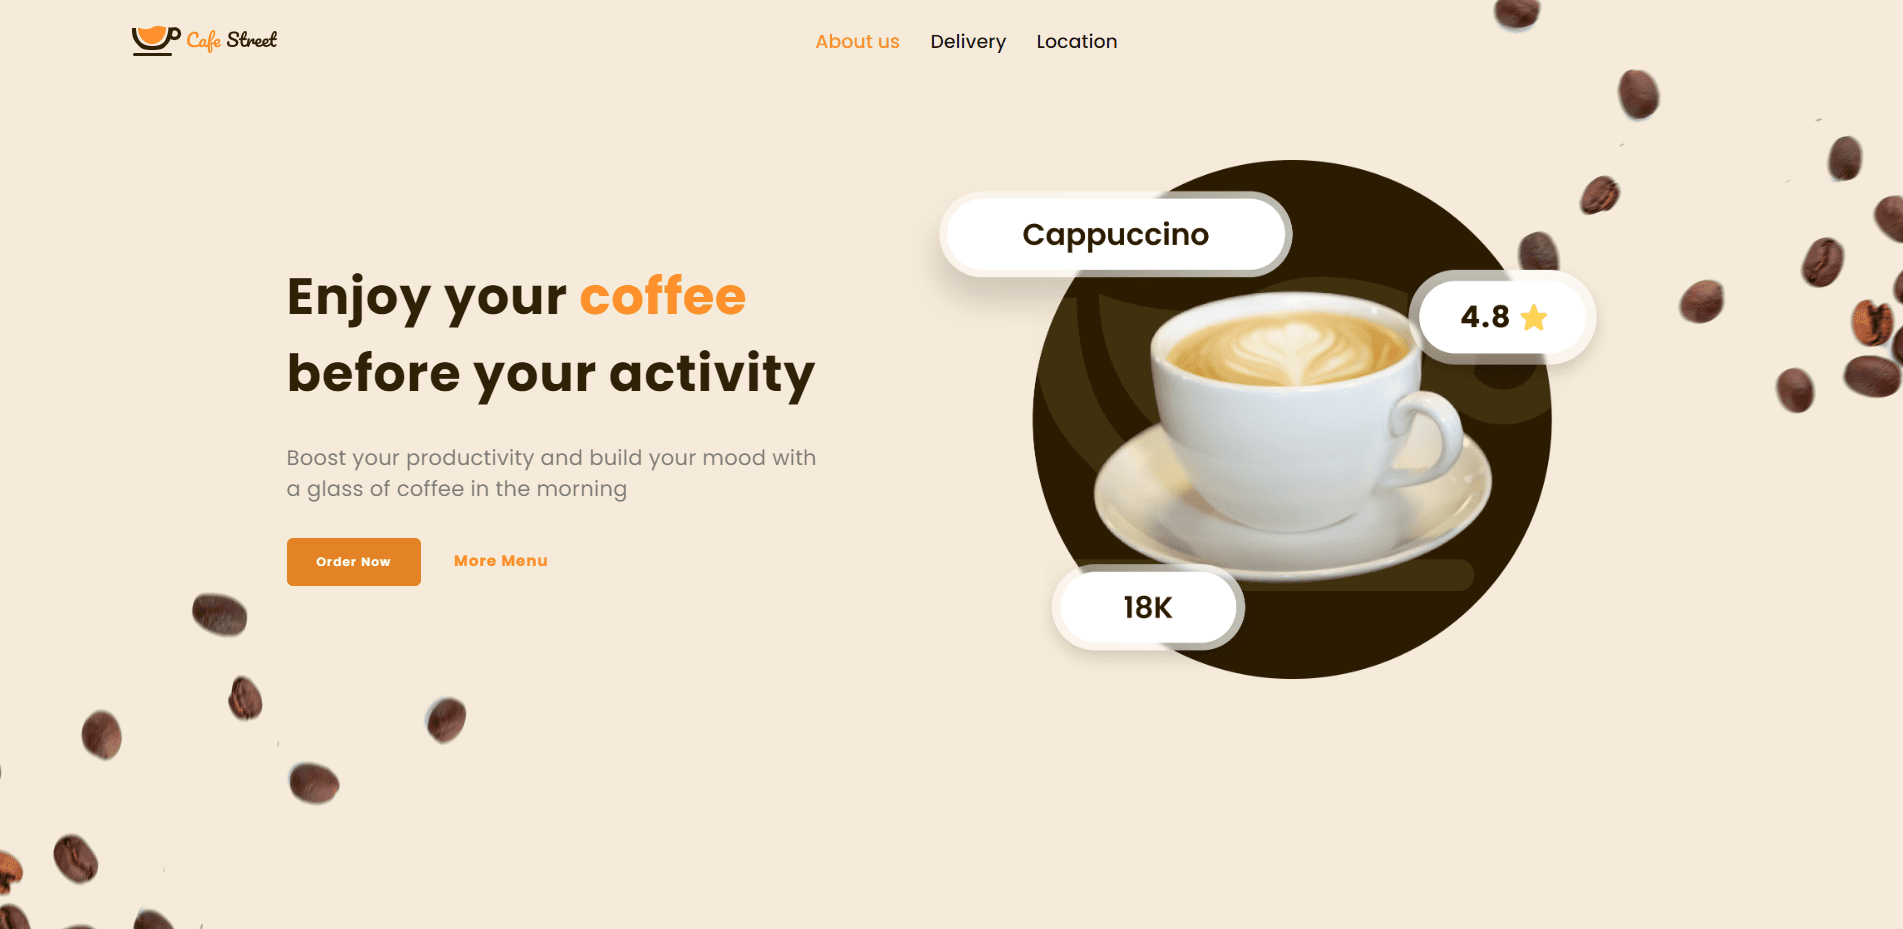 Cafe Street
About us
Delivery
Location
Enjoy your coffee
before your activity
Boost your productivity and build your mood with
a glass of coffee in the morning
Order Now
More Menu
Cappuccino
4.8
18K